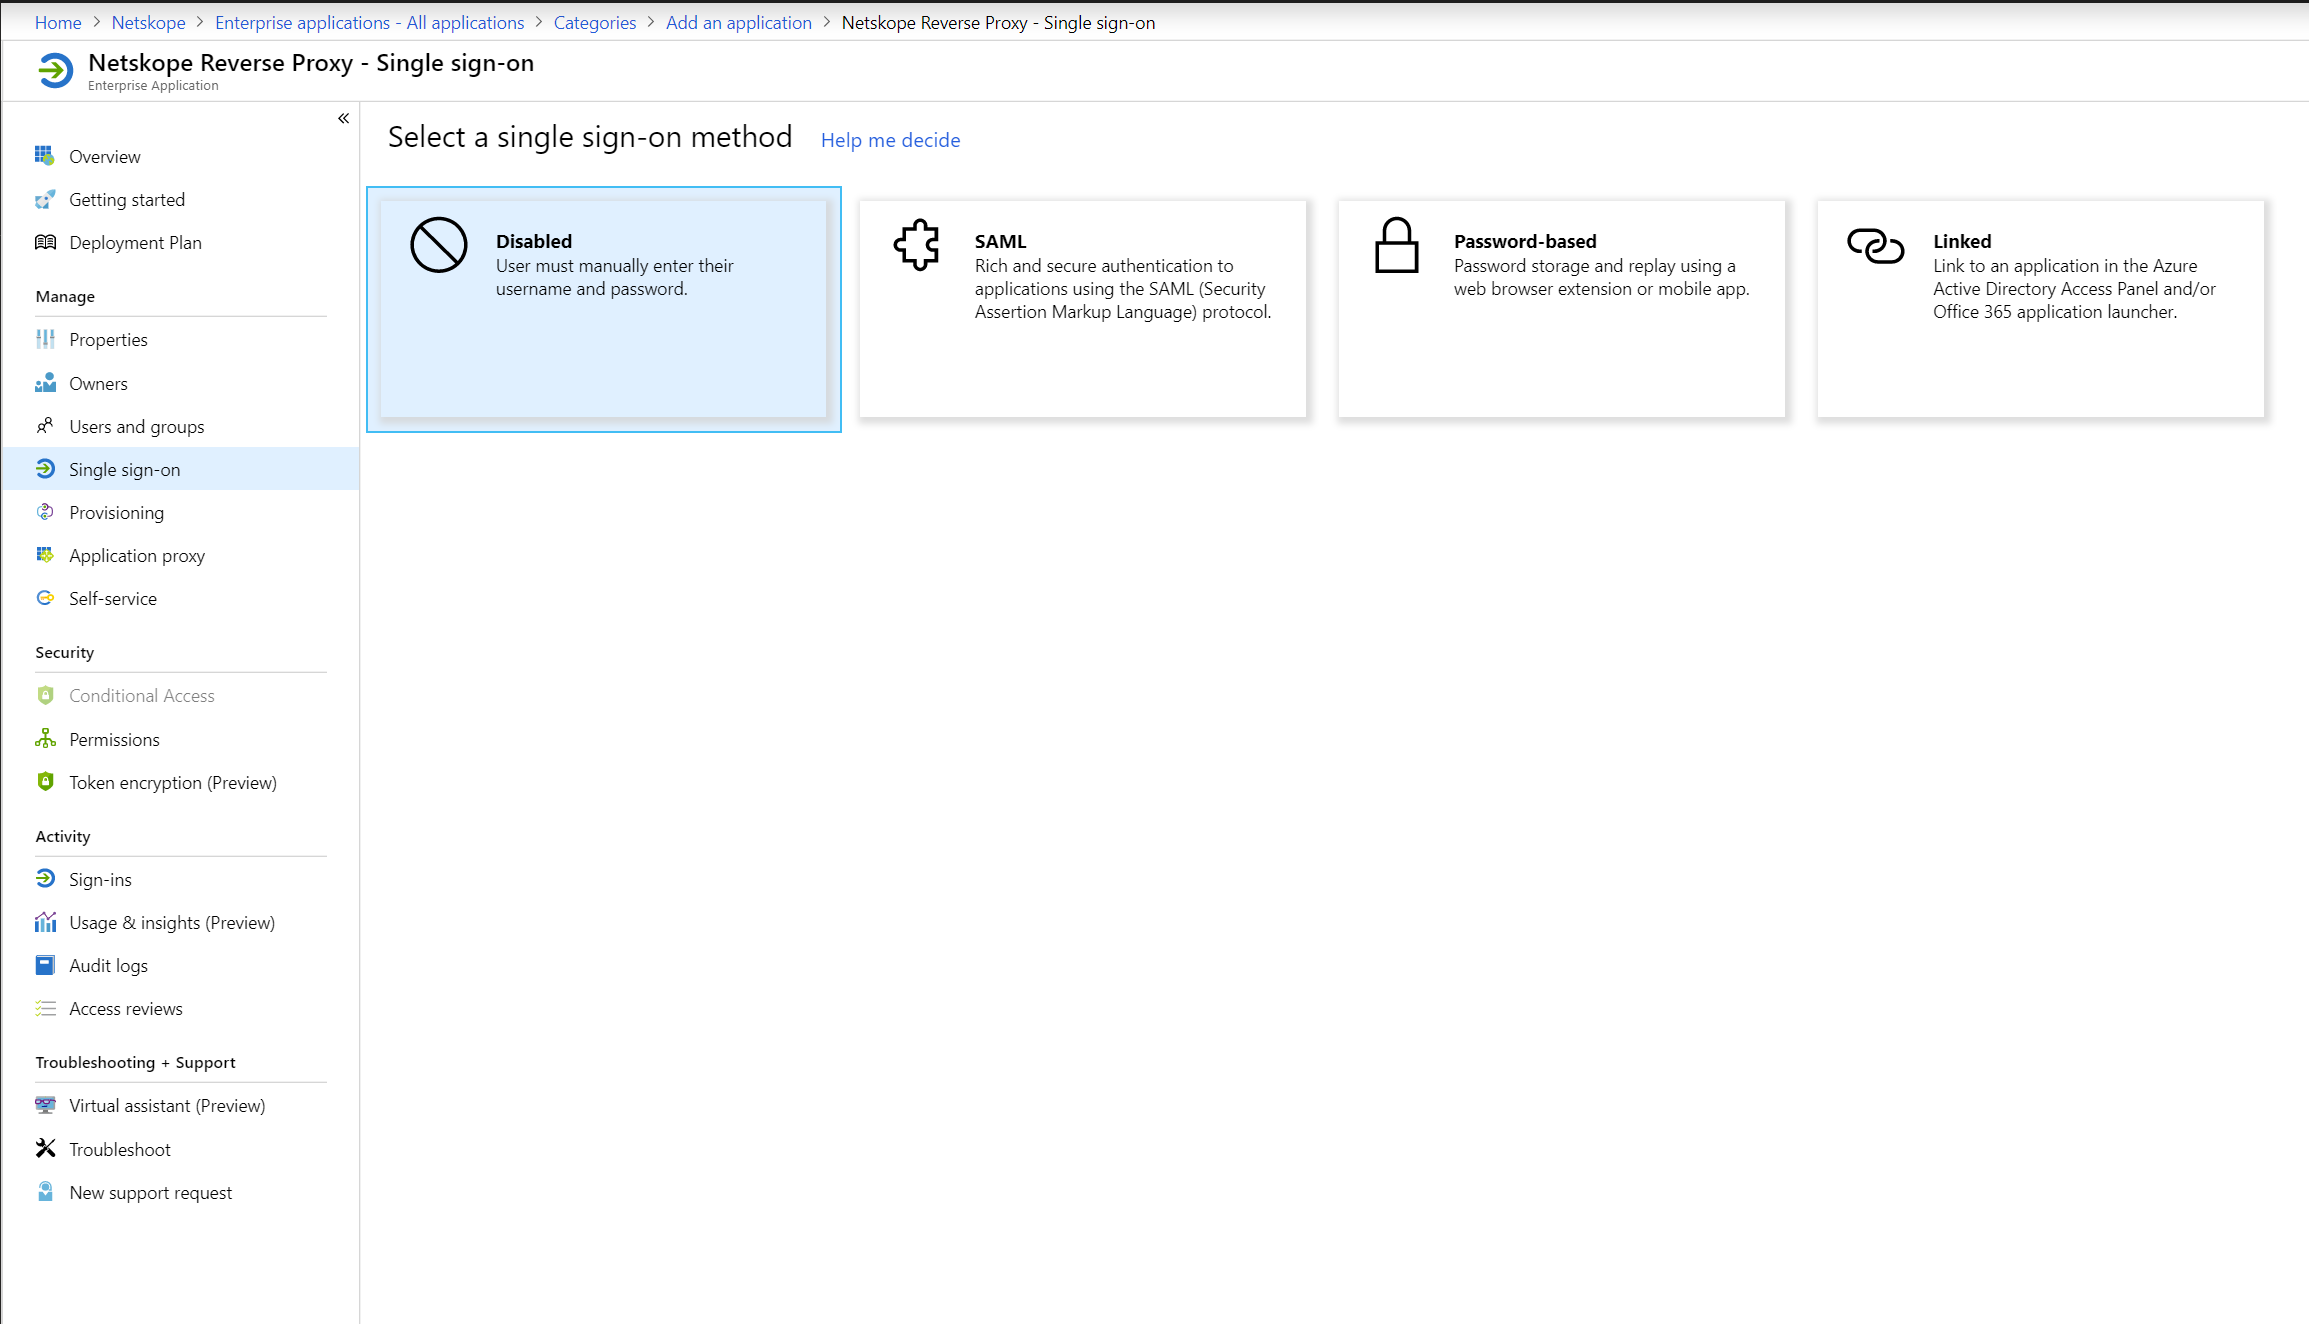 Home > Netskope > Enterprise applications - All applications > Categories > Add an application > Netskope Reverse Proxy - Single sign-on
Netskope Reverse Proxy - Single sign-on
Enterprise Application
«
Overview
Getting started
Deployment Plan
Manage
Properties
Owners
Users and groups
Single sign-on
Provisioning
Application proxy
Self-service
Security
Conditional Access
Permissions
Token encryption (Preview)
Activity
Sign-ins
Usage & insights (Preview)
Audit logs
Access reviews
Troubleshooting + Support
Virtual assistant (Preview)
Troubleshoot
New support request
Select a single sign-on method Help me decide
Disabled
User must manually enter their
username and password.
SAML
Rich and secure authentication to
applications using the SAML (Security
Assertion Markup Language) protocol.
Password-based
Password storage and replay using a
web browser extension or mobile app.
Linked
Link to an application in the Azure
Active Directory Access Panel and/or
Office 365 application launcher.